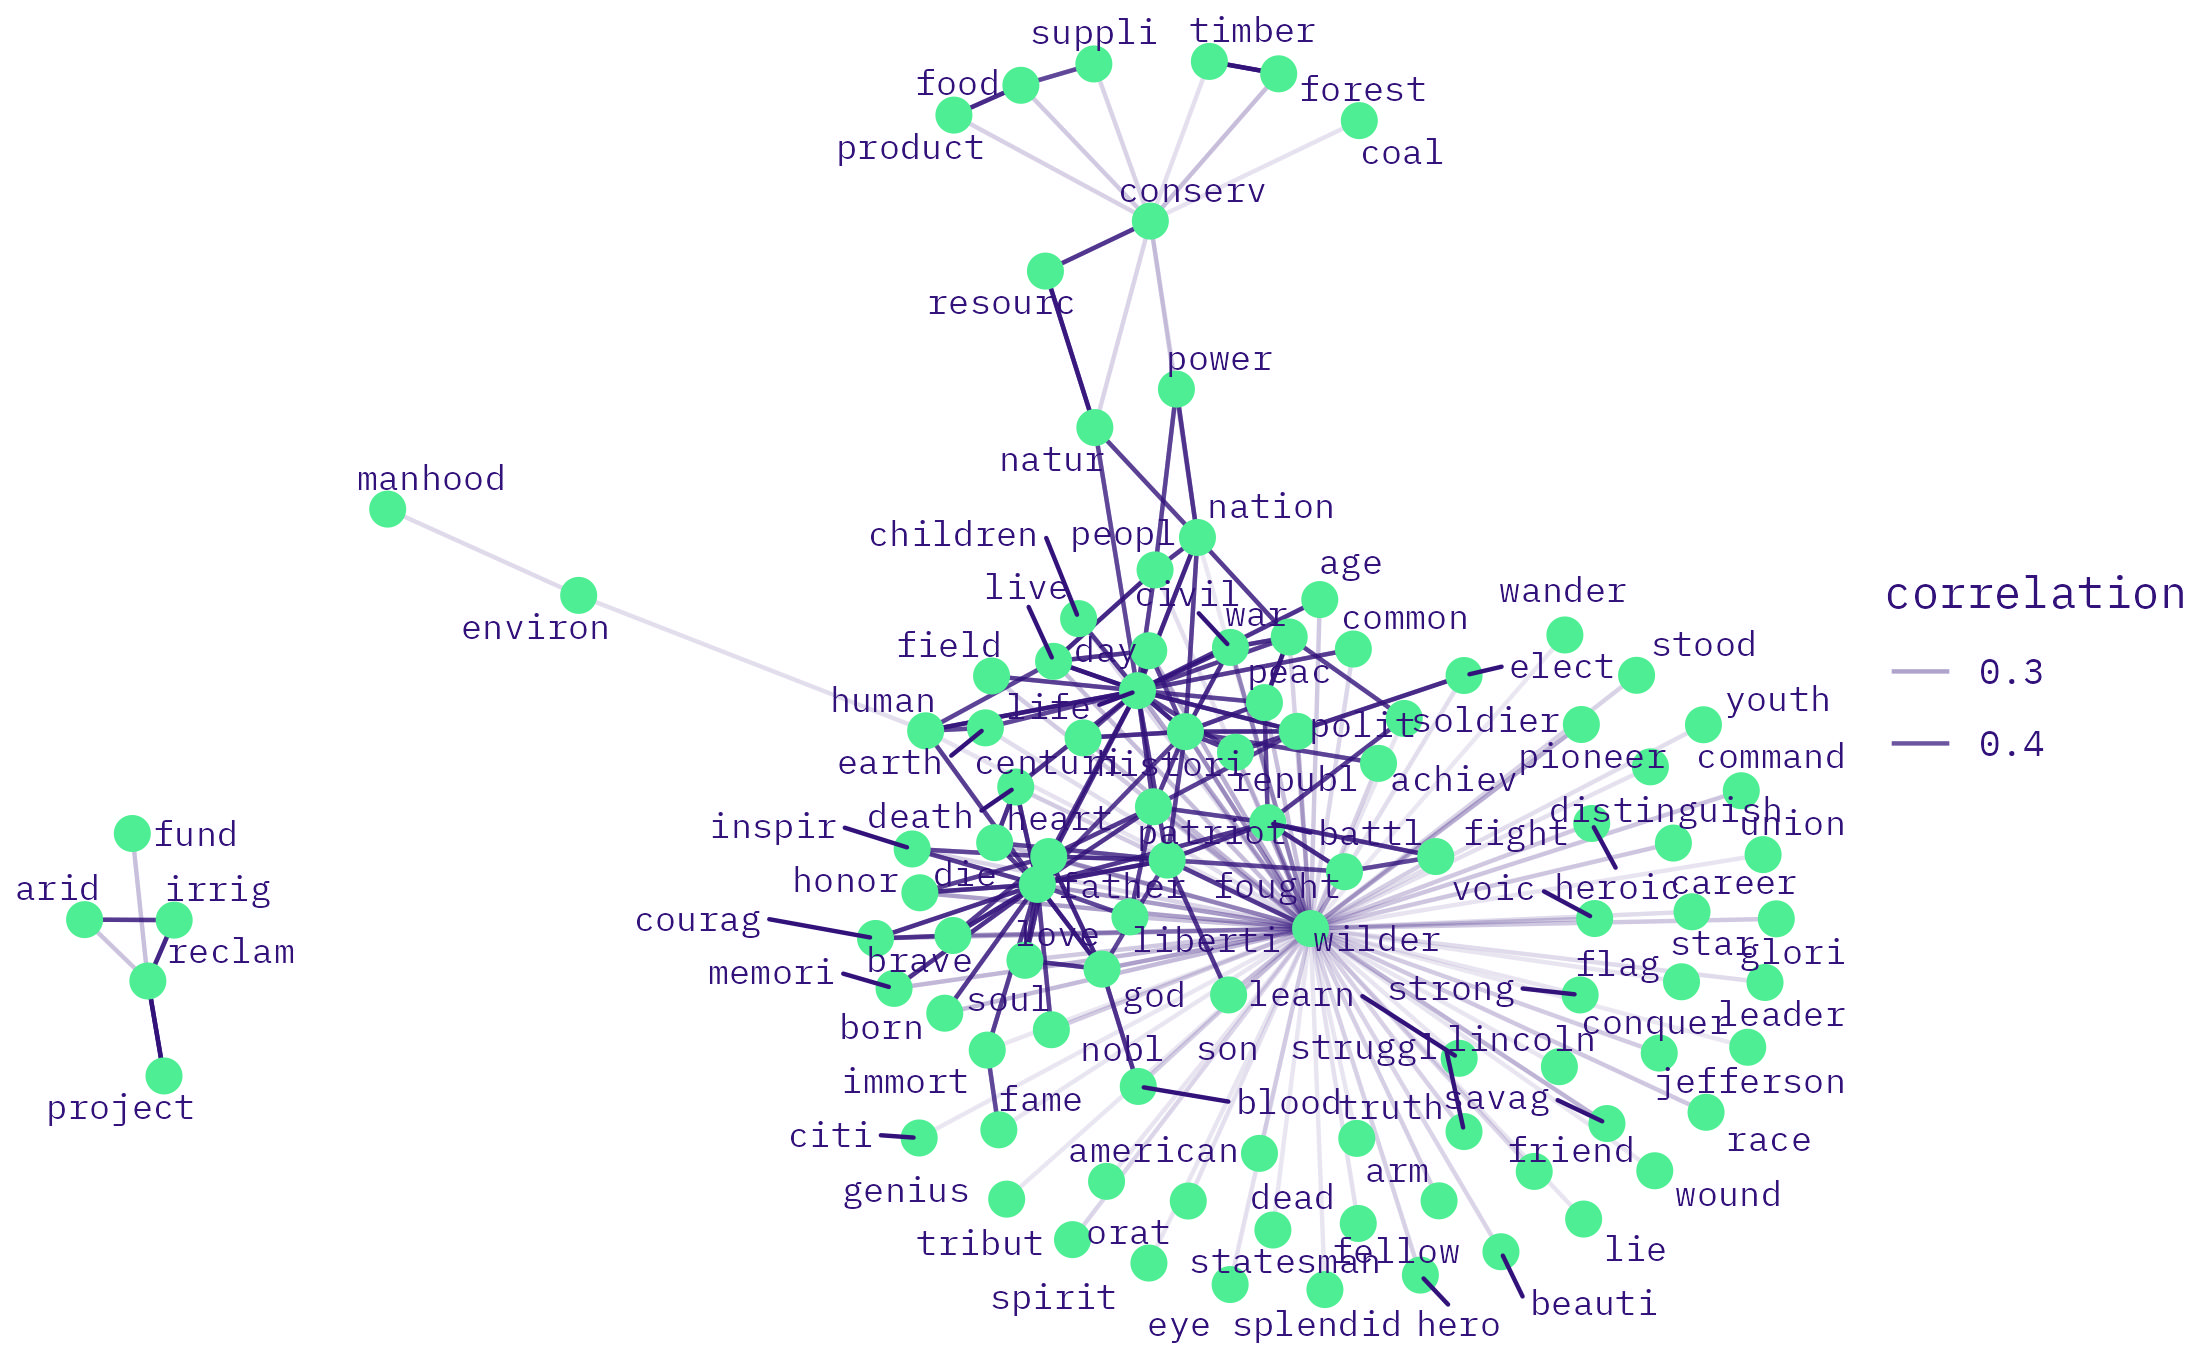 suppli
timber
food
forest
product
coal
conserv
resourc
power
natur
manhood
nation
children
peopl
age
live
civil
war
common
wander
correlation
environ
field
day
peac
elect
stood
0.3
human
life
polit
soldier
youth
earth
centuri
histori
republ
achiev
pioneer
command
0.4
inspir
death
heart
patriot
battl
fight
distinguish
union
fund
honor
die
father
fought
voic
heroic
career
arid
irrig
courag
love
liberti
wilder
star
glori
reclam
memori
brave
flag
born
soul
god
learn
strong
conquer
leader
nobl
son
struggl
lincoln
immort
jefferson
project
fame
blood
truth
savag
citi
american
friend
race
genius
arm
wound
tribut
orat
dead
lie
statesman
fellow
spirit
beauti
eye
splendid
hero